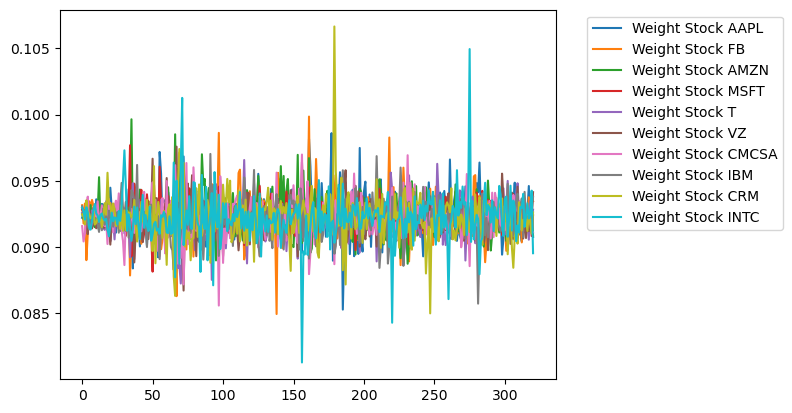 0.105
0.100
0.095
0.090
0.085
0 50 100 150 200 250 300
Weight Stock AAPL
Weight Stock FB
Weight Stock AMZN
Weight Stock MSFT
Weight Stock T
Weight Stock VZ
Weight Stock CMCSA
Weight Stock IBM
Weight Stock CRM
Weight Stock INTC